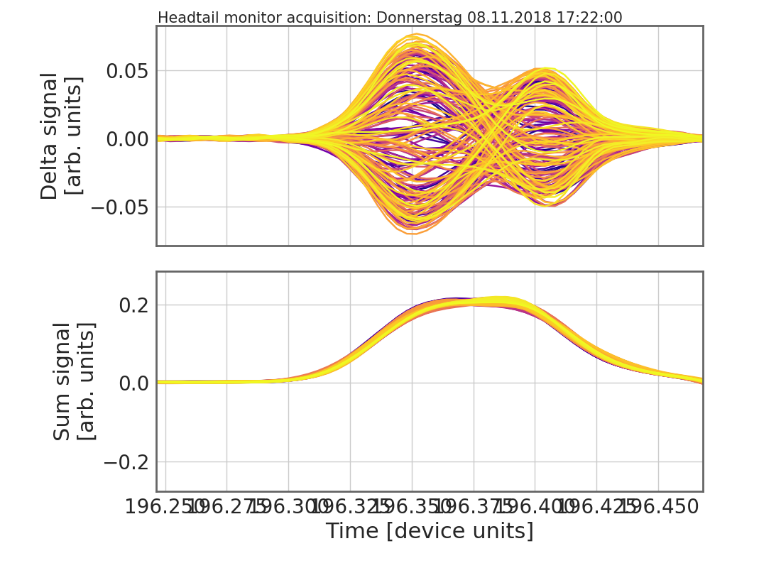 Headtail monitor acquisition: Donnerstag 08.11.2018 17:22:00
Delta signal
[arb. units]
0.05
0.00
−0.05
Sum signal
[arb. units]
0.2
0.0
−0.2
196.250 196.275 196.300 196.325 196.350 196.375 196.400 196.425 196.450
Time [device units]